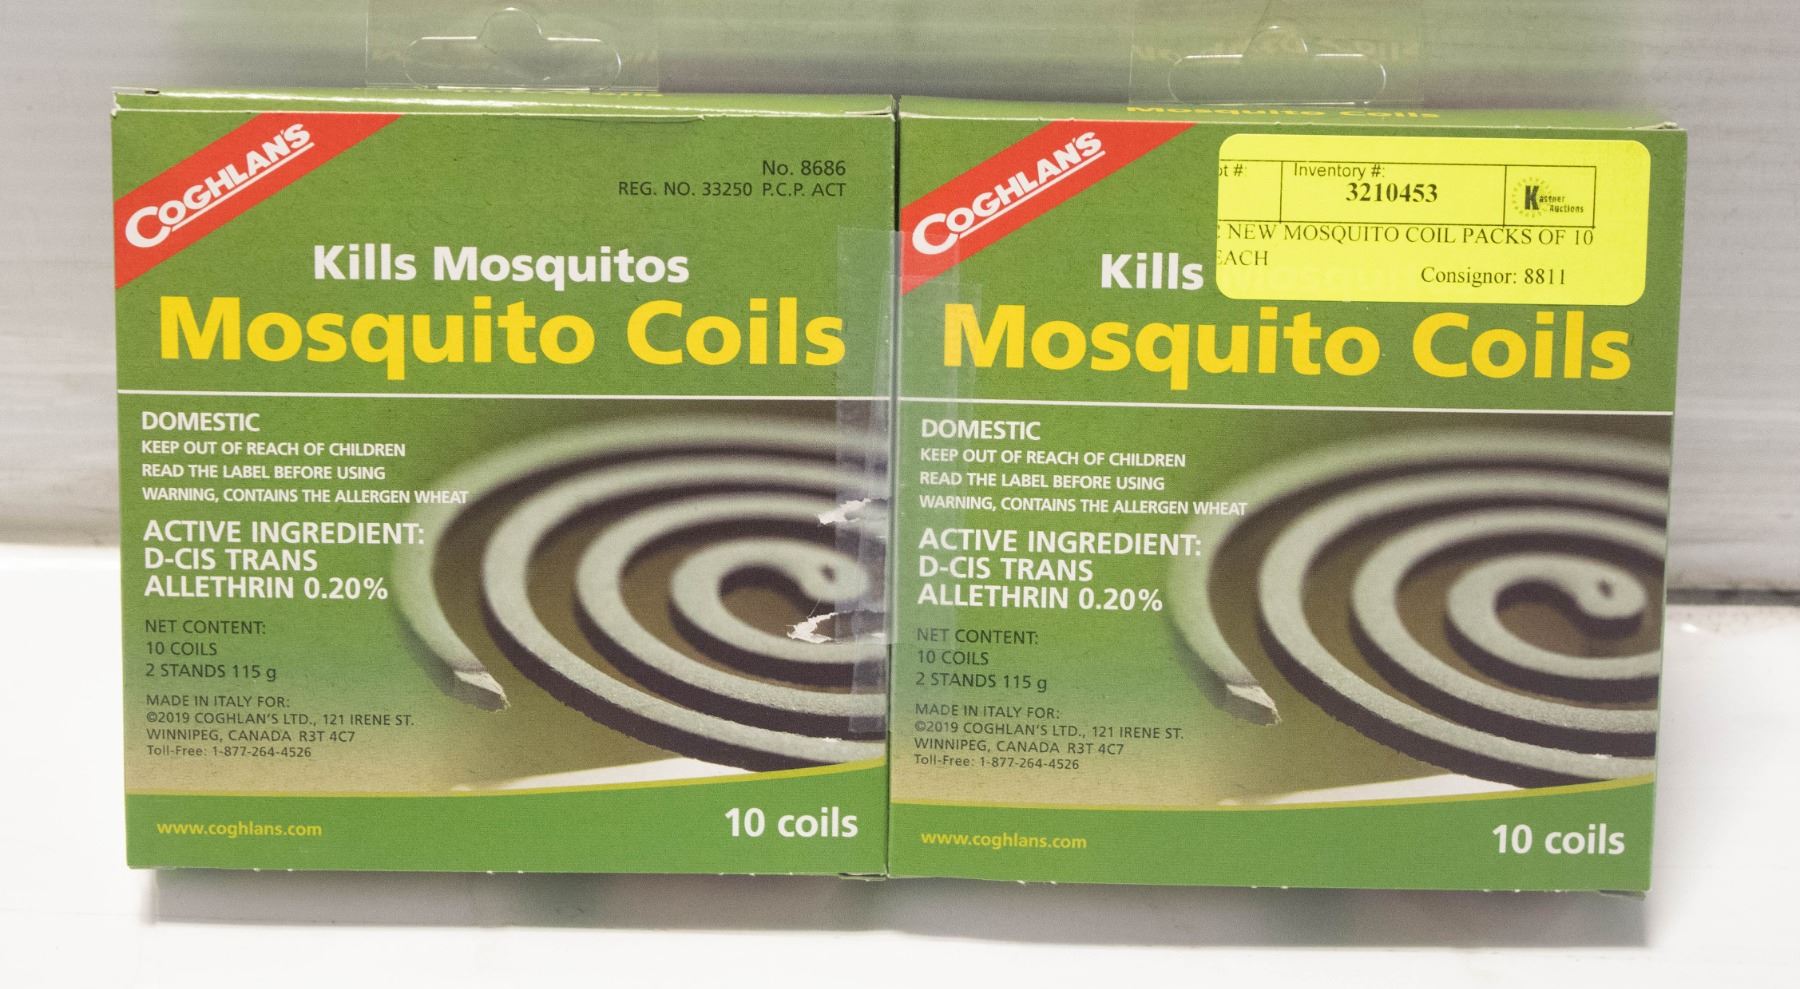 COGHLAN'S
No. 8686
REG. NO. 33250 P.C.P. ACT
Kills Mosquitos
Mosquito Coils
DOMESTIC
KEEP OUT OF REACH OF CHILDREN
READ THE LABEL BEFORE USING
WARNING, CONTAINS THE ALLERGEN WHEAT
ACTIVE INGREDIENT:
D-CIS TRANS
ALLETHRIN 0.20%
NET CONTENT:
10 COILS
2 STANDS 115 g
MADE IN ITALY FOR:
©2019 COGHLAN'S LTD., 121 IRENE ST.
WINNIPEG, CANADA R3T 4C7
Toll-Free: 1-877-264-4526
www.coghlans.com
10 coils
Mosquito Coils
COGHLAN'S
Inventory #:
3210453
Kastner
Auctions
NEW MOSQUITO COIL PACKS OF 10
EACH
Consignor: 8811
Kills
Mosquito Coils
DOMESTIC
KEEP OUT OF REACH OF CHILDREN
READ THE LABEL BEFORE USING
WARNING, CONTAINS THE ALLERGEN WHEAT
ACTIVE INGREDIENT:
D-CIS TRANS
ALLETHRIN 0.20%
NET CONTENT:
10 COILS
2 STANDS 115 g
MADE IN ITALY FOR:
©2019 COGHLAN'S LTD., 121 IRENE ST.
WINNIPEG, CANADA R3T 4C7
Toll-Free: 1-877-264-4526
www.coghlans.com
10 coils